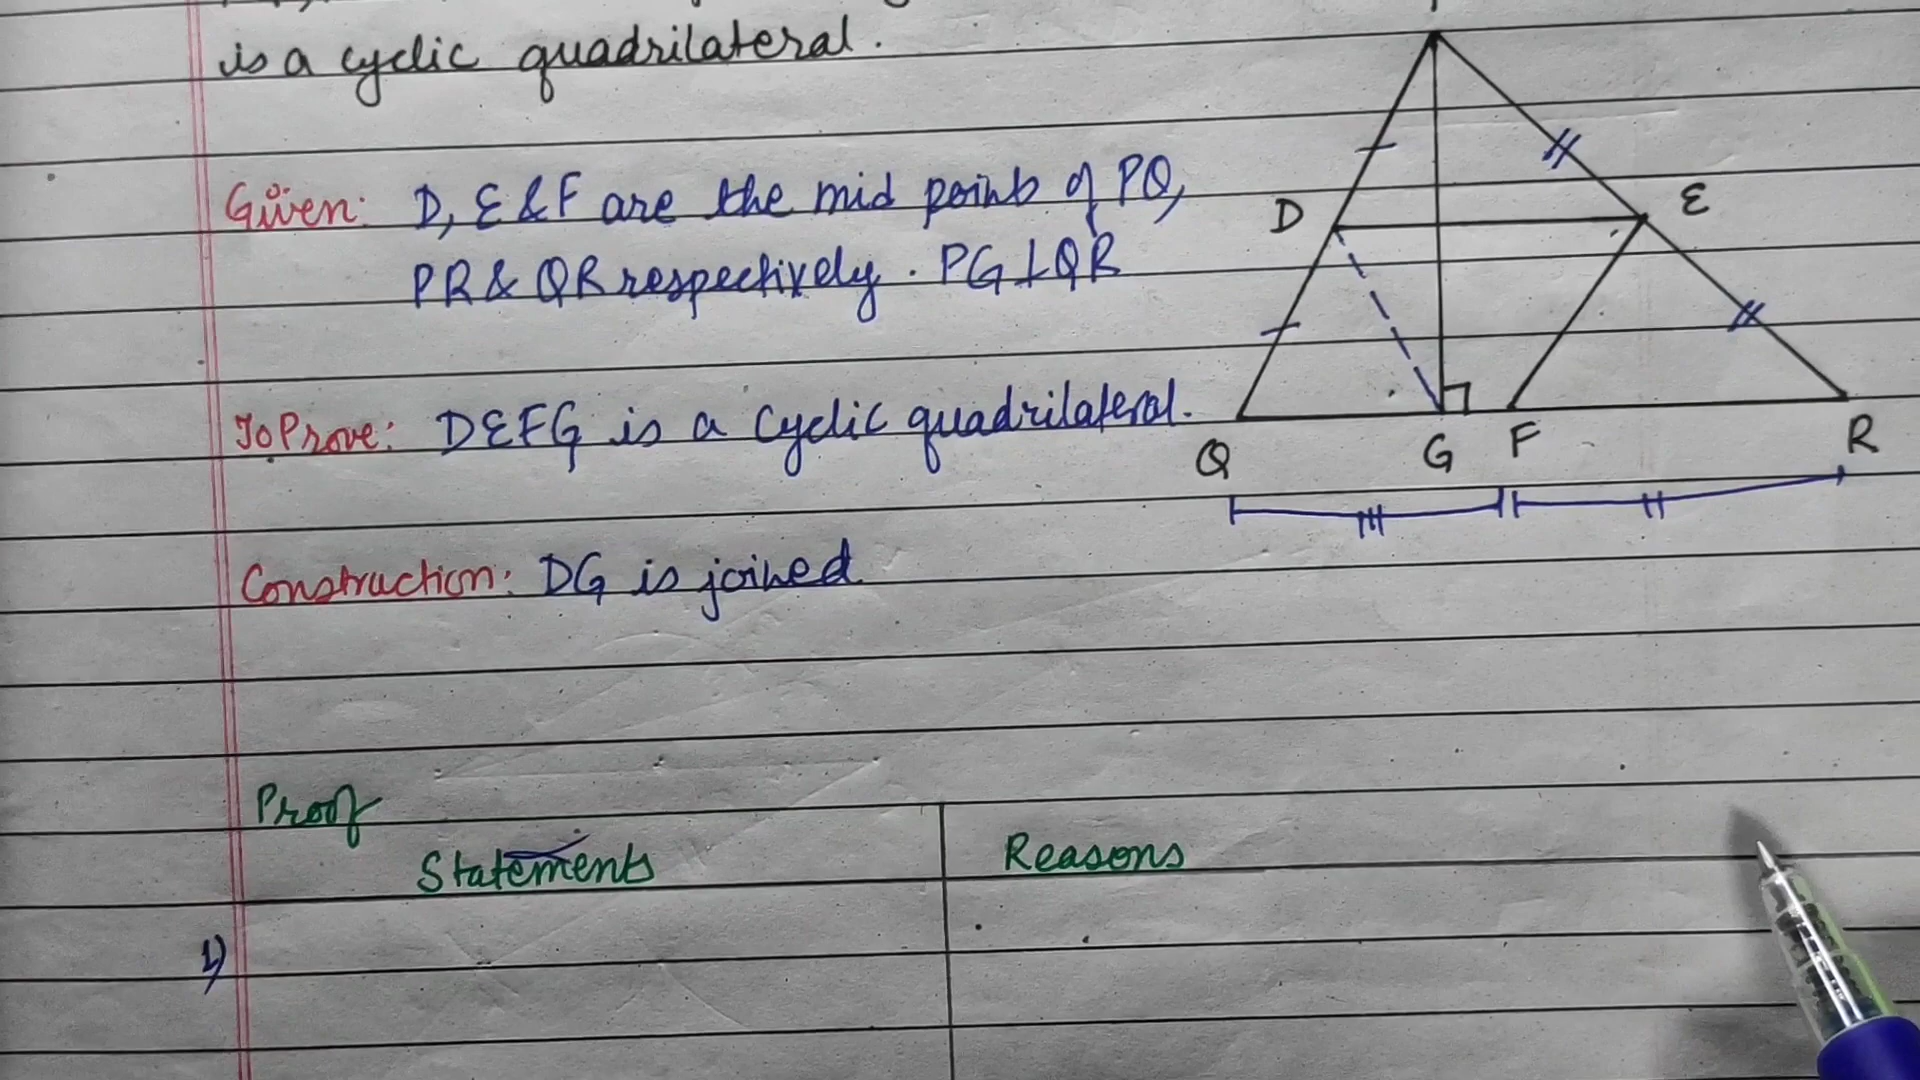 is a cyclic quadrilateral.
Given: D, E & F are the mid points of PQ,
PR & QR respectively. PG ⊥ QR
To Prove: DEFG is a cyclic quadrilateral.
Construction: DG is joined
D
E
Q
G
F
R
Proof
Statements
Reasons
1)